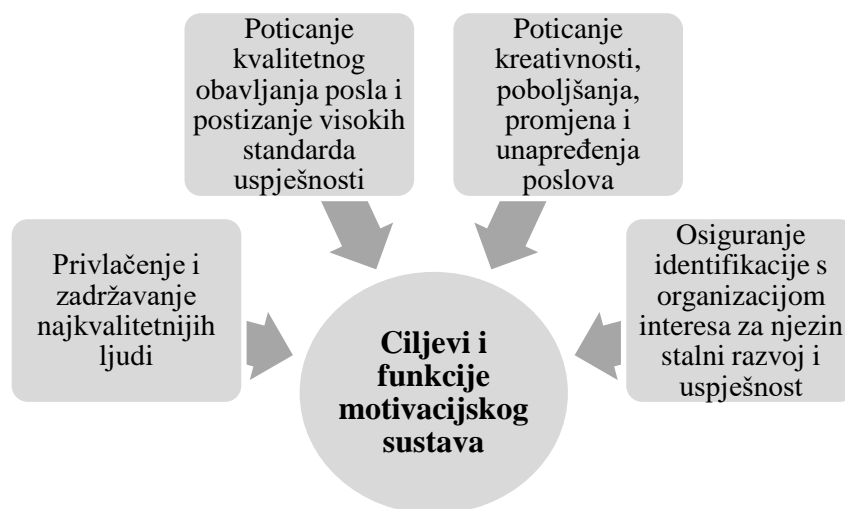 Poticanje
kvalitetnog
obavljanja posla i
postizanje visokih
standarda
uspješnosti
Poticanje
kreativnosti,
poboljšanja,
promjena i
unapređenja
poslova
Privlačenje i
zadržavanje
najkvalitetnijih
ljudi
Osiguranje
identifikacije s
organizacijom
interesa za njezin
stalni razvoj i
uspješnost
Ciljevi i
funkcije
motivacijskog
sustava